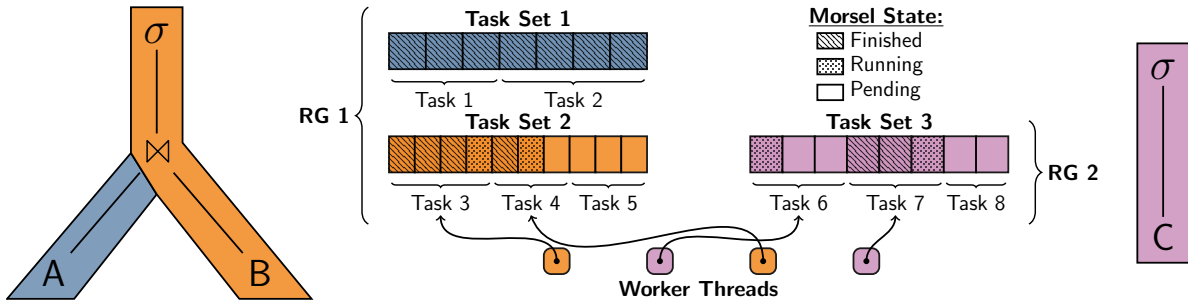 σ
⋈
A
B
RG 1
Task Set 1
Task 1
Task 2
Task Set 2
Task 3
Task 4
Task 5
Morsel State:
Finished
Running
Pending
Task Set 3
Task 6
Task 7
Task 8
RG 2
Worker Threads
σ
C